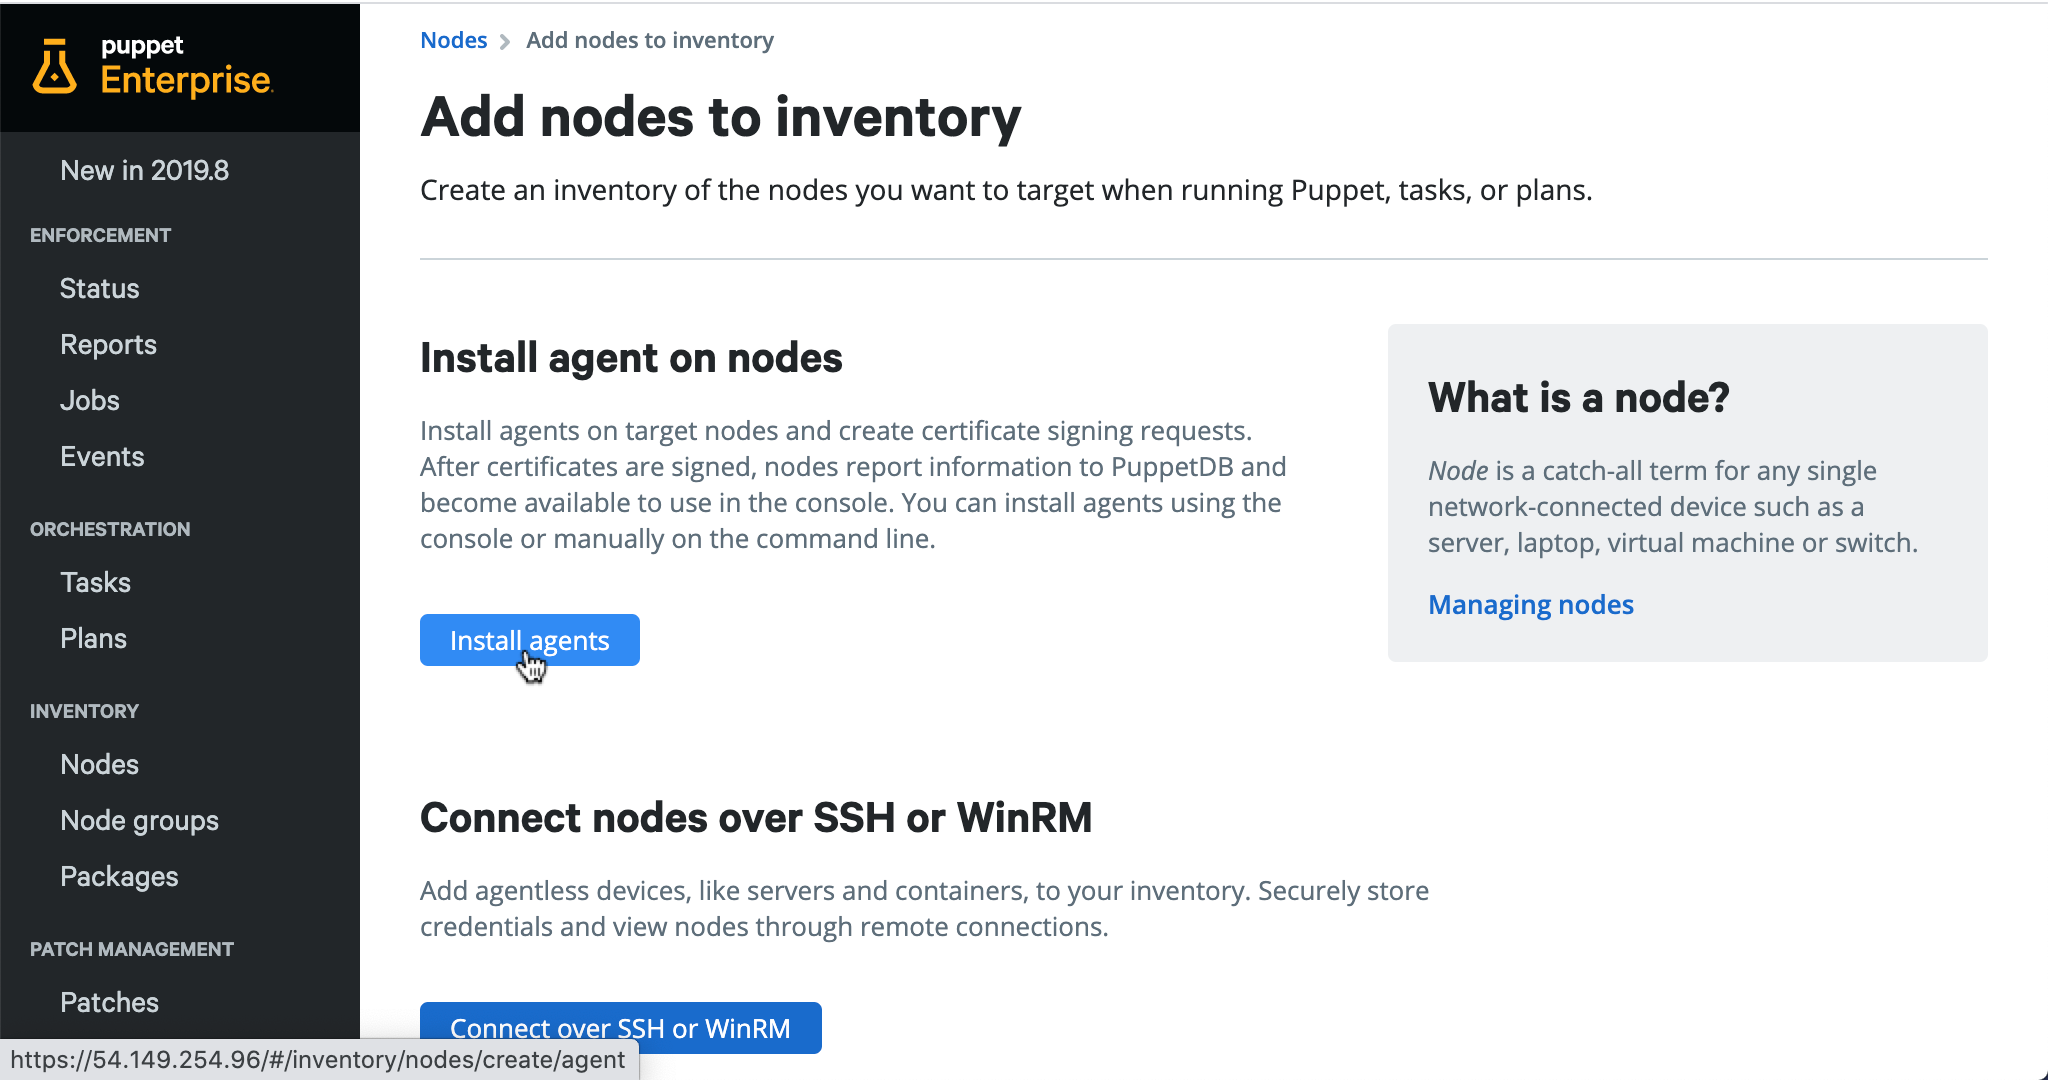 puppet
Enterprise.
New in 2019.8
ENFORCEMENT
Status
Reports
Jobs
Events
ORCHESTRATION
Tasks
Plans
INVENTORY
Nodes
Node groups
Packages
PATCH MANAGEMENT
Patches
Nodes > Add nodes to inventory
Add nodes to inventory
Create an inventory of the nodes you want to target when running Puppet, tasks, or plans.
Install agent on nodes
Install agents on target nodes and create certificate signing requests.
After certificates are signed, nodes report information to PuppetDB and
become available to use in the console. You can install agents using the
console or manually on the command line.
Install agents
What is a node?
Node is a catch-all term for any single
network-connected device such as a
server, laptop, virtual machine or switch.
Managing nodes
Connect nodes over SSH or WinRM
Add agentless devices, like servers and containers, to your inventory. Securely store
credentials and view nodes through remote connections.
Connect over SSH or WinRM
https://54.149.254.96/#/inventory/nodes/create/agent